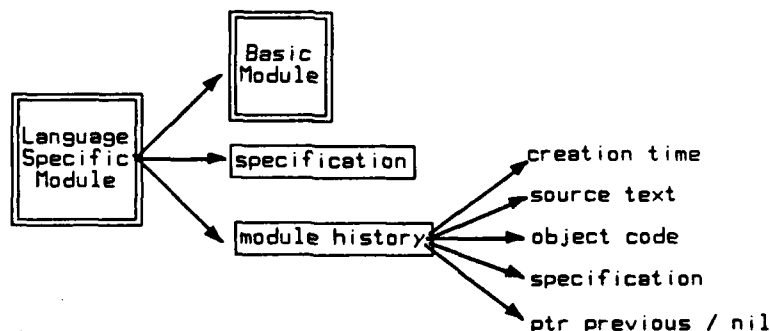 Basic
Module
Language
Specific
Module
specification
module history
creation time
source text
object code
specification
ptr previous / nil